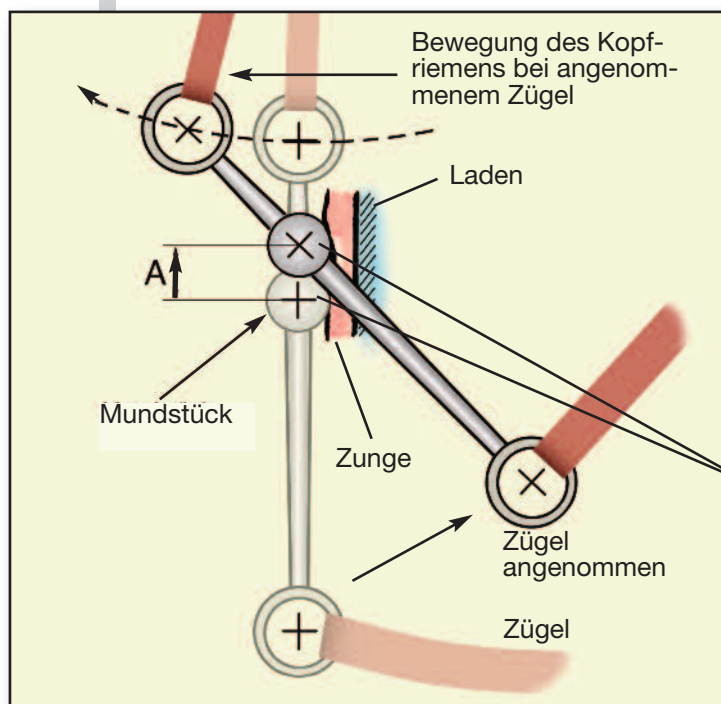 Bewegung des Kopf-
riemens bei angenom-
menem Zügel
Laden
A
Mundstück
Zunge
Zügel
angenommen
Zügel